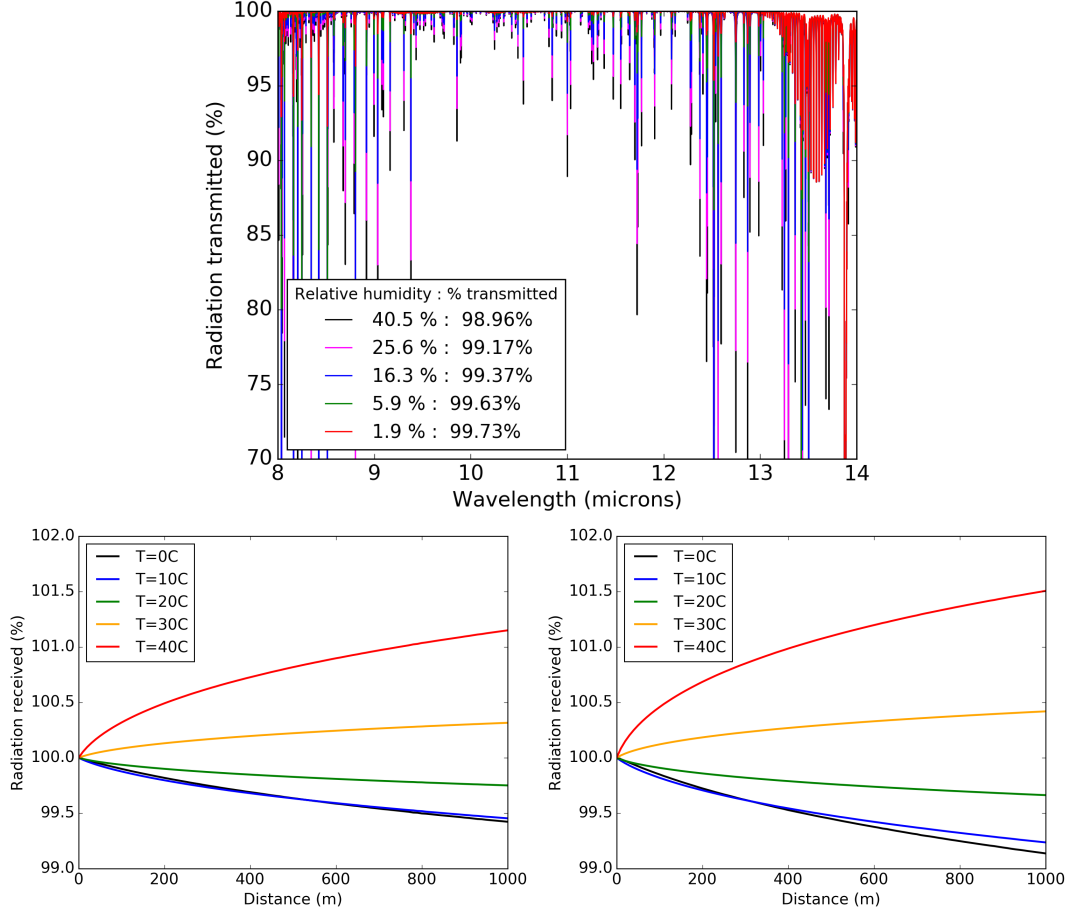 100
95
90
85
80
75
70
Radiation transmitted (%)
Relative humidity : % transmitted
40.5 % : 98.96%
25.6 % : 99.17%
16.3 % : 99.37%
5.9 % : 99.63%
1.9 % : 99.73%
8 9 10 11 12 13 14
Wavelength (microns)
102.0
101.5
101.0
100.5
100.0
99.5
99.0
Radiation received (%)
T=0C
T=10C
T=20C
T=30C
T=40C
0 200 400 600 800 1000
Distance (m)
102.0
101.5
101.0
100.5
100.0
99.5
99.0
Radiation received (%)
T=0C
T=10C
T=20C
T=30C
T=40C
0 200 400 600 800 1000
Distance (m)